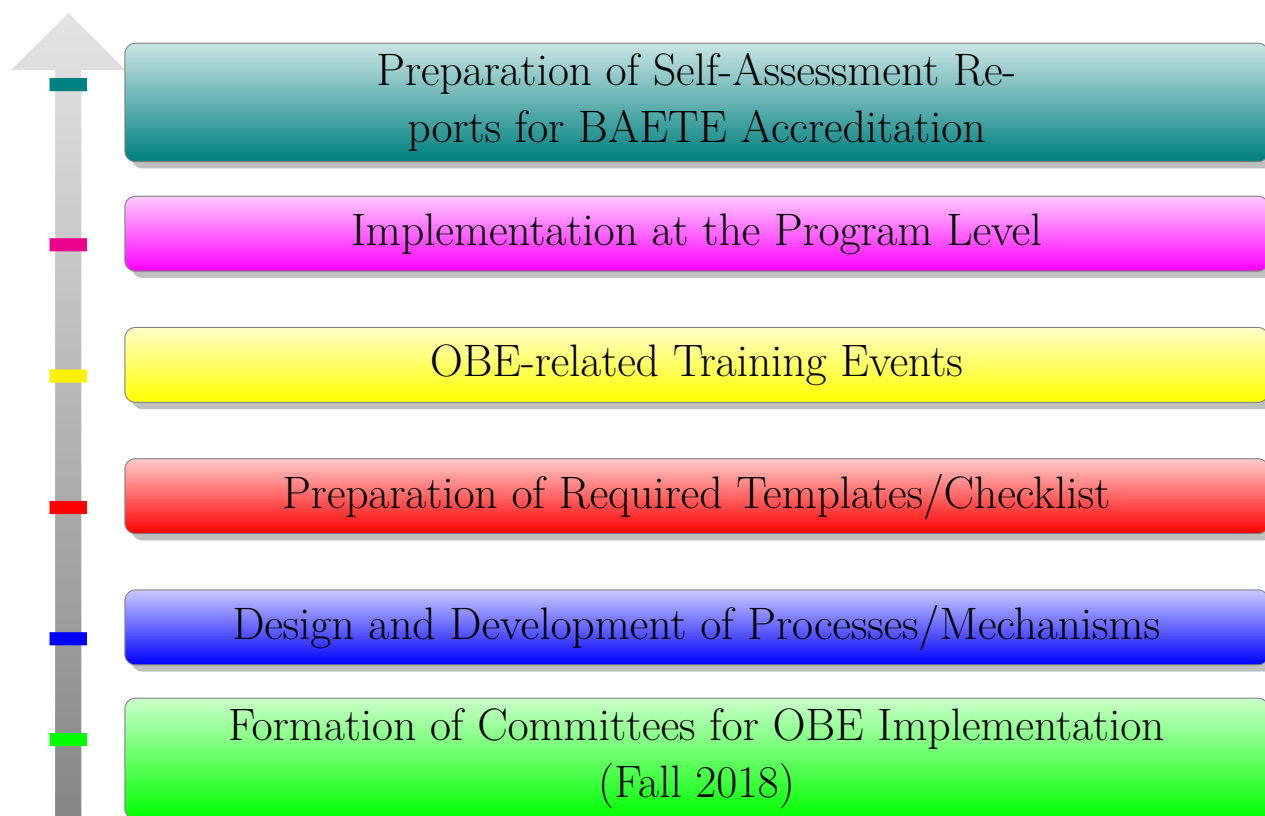 Preparation of Self-Assessment Re-
ports for BAETE Accreditation
Implementation at the Program Level
OBE-related Training Events
Preparation of Required Templates/Checklist
Design and Development of Processes/Mechanisms
Formation of Committees for OBE Implementation
(Fall 2018)